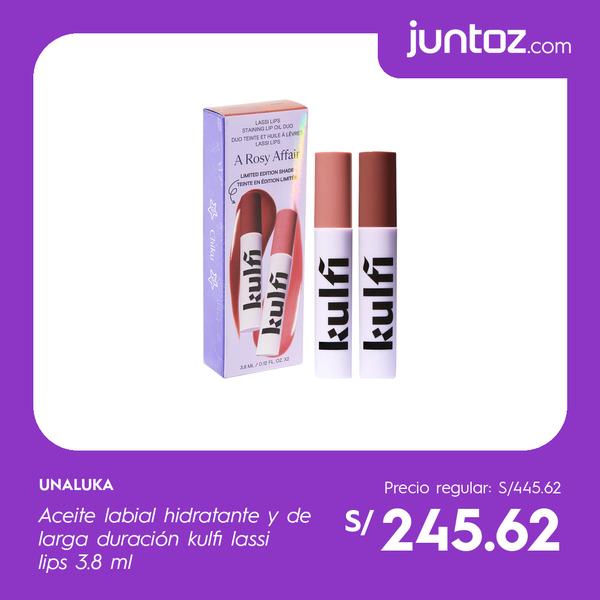 juntoz.com
LASSI LIPS
STAINING LIP OIL DUO
DUO TEINTE ET HUILE À LÈVRES
LASSI LIPS
A Rosy Affair
LIMITED EDITION SHADES
TEINTE EN ÉDITION LIMITÉE
kulfi
kulfi
3.8 ML / 0.12 FL. OZ. X2
kulfi
kulfi
UNALUKA
Aceite labial hidratante y de
larga duración kulfi lassi
lips 3.8 ml
Precio regular: S/445.62
S/ 245.62